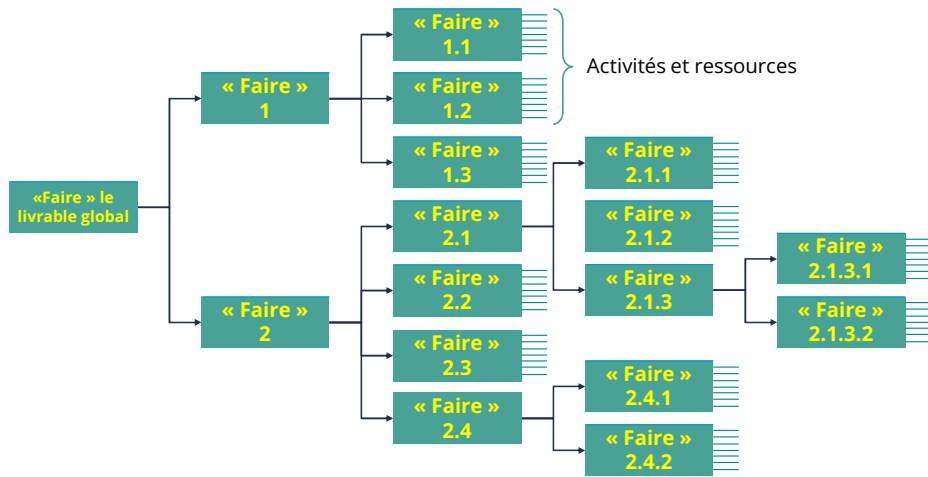 «Faire » le
livrable global
« Faire »
1
« Faire »
1.1
« Faire »
1.2
« Faire »
1.3
Activités et ressources
« Faire »
2
« Faire »
2.1
« Faire »
2.1.1
« Faire »
2.1.2
« Faire »
2.1.3
« Faire »
2.1.3.1
« Faire »
2.1.3.2
« Faire »
2.2
« Faire »
2.3
« Faire »
2.4
« Faire »
2.4.1
« Faire »
2.4.2